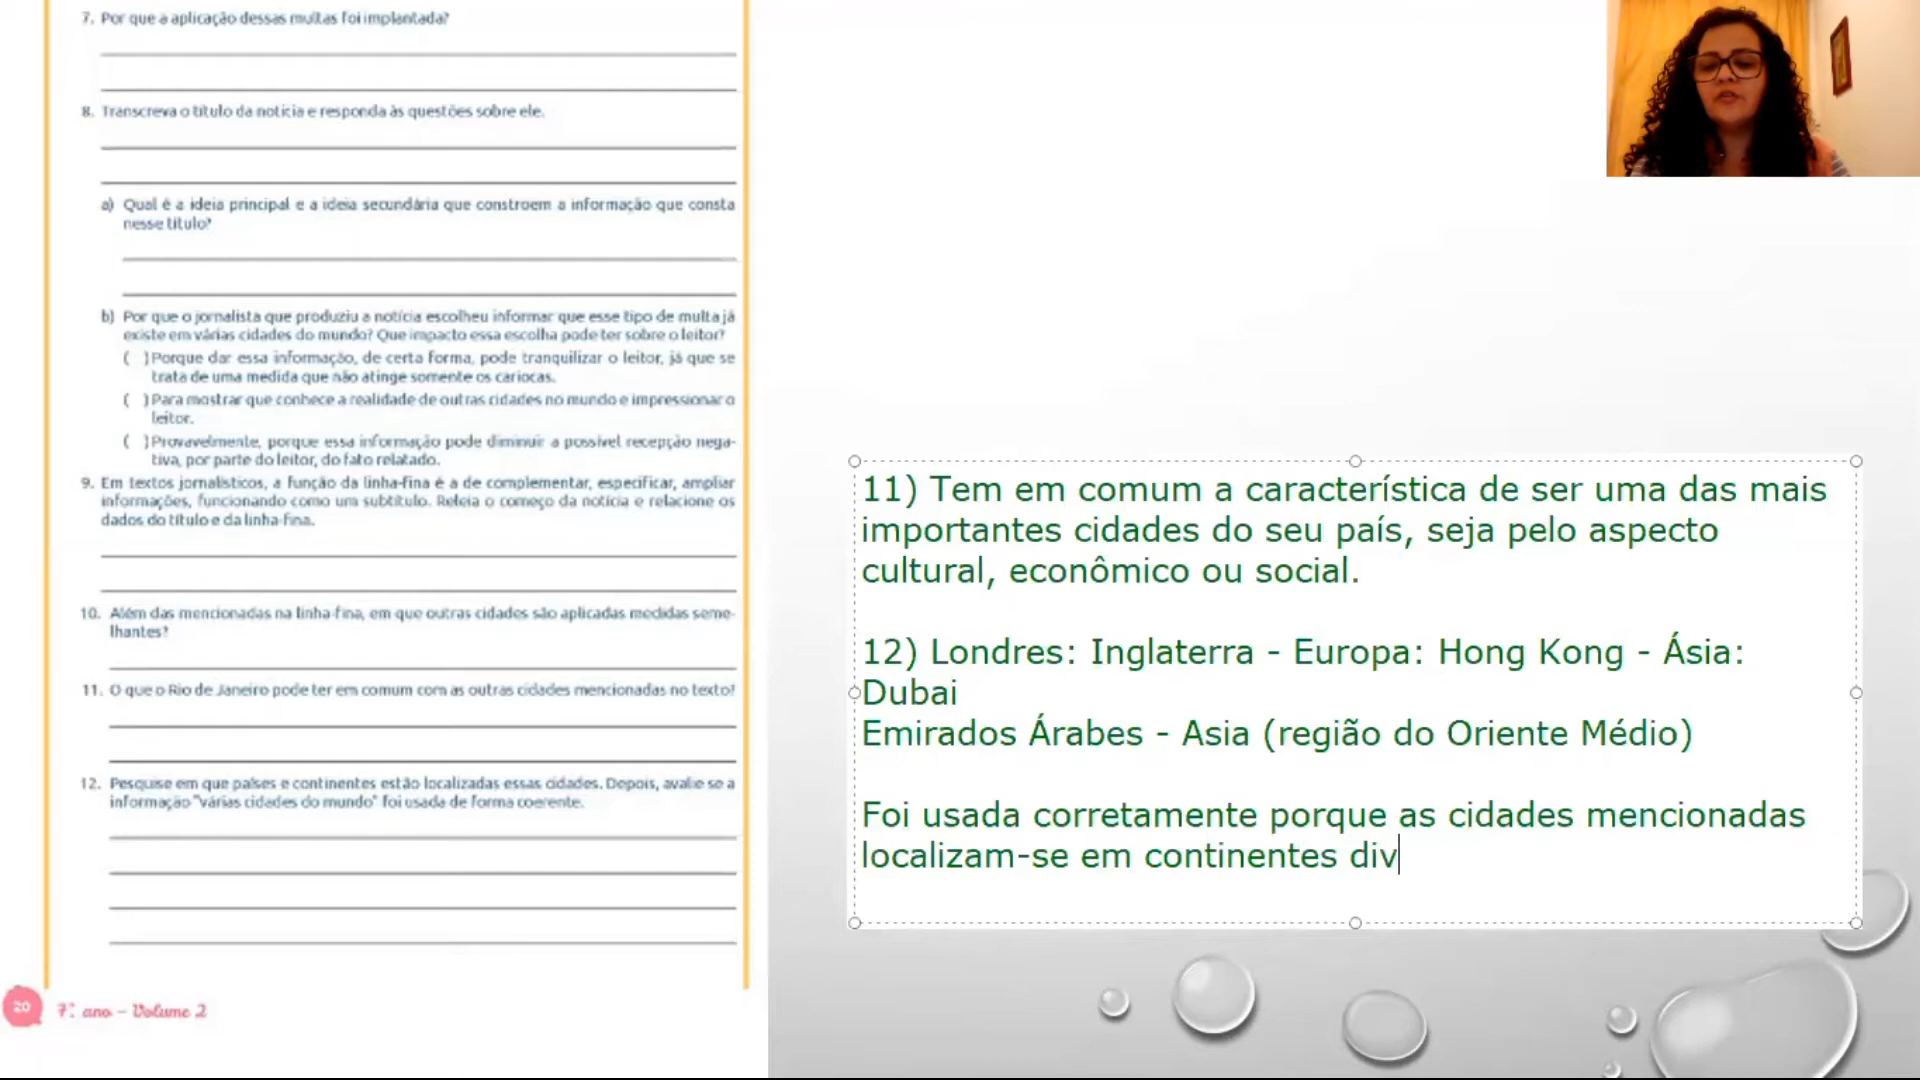 7. Por que a aplicação dessas multas foi implantada?
8. Transcreva o título da notícia e responda às questões sobre ele.
a) Qual é a ideia principal e a ideia secundária que constroem a informação que consta
nesse título?
b) Por que o jornalista que produziu a notícia escolheu informar que esse tipo de multa já
existe em várias cidades do mundo? Que impacto essa escolha pode ter sobre o leitor?
( ) Porque dar essa informação, de certa forma, pode tranquilizar o leitor, já que se
trata de uma medida que não atinge somente os cariocas.
( ) Para mostrar que conhece a realidade de outras cidades no mundo e impressionar o
leitor.
( ) Provavelmente, porque essa informação pode diminuir a possível recepção nega-
tiva, por parte do leitor, do fato relatado.
9. Em textos jornalísticos, a função da linha-fina é a de complementar, especificar, ampliar
informações, funcionando como um subtítulo. Releia o começo da notícia e relacione os
dados do título e da linha-fina.
10. Além das mencionadas na linha-fina, em que outras cidades são aplicadas medidas seme-
lhantes?
11. O que o Rio de Janeiro pode ter em comum com as outras cidades mencionadas no texto?
12. Pesquise em que países e continentes estão localizadas essas cidades. Depois, avalie se a
informação "várias cidades do mundo" foi usada de forma coerente.
20 7º. ano – Volume 2
11) Tem em comum a característica de ser uma das mais
importantes cidades do seu país, seja pelo aspecto
cultural, econômico ou social.
12) Londres: Inglaterra - Europa: Hong Kong - Ásia:
Dubai
Emirados Árabes - Asia (região do Oriente Médio)
Foi usada corretamente porque as cidades mencionadas
localizam-se em continentes div